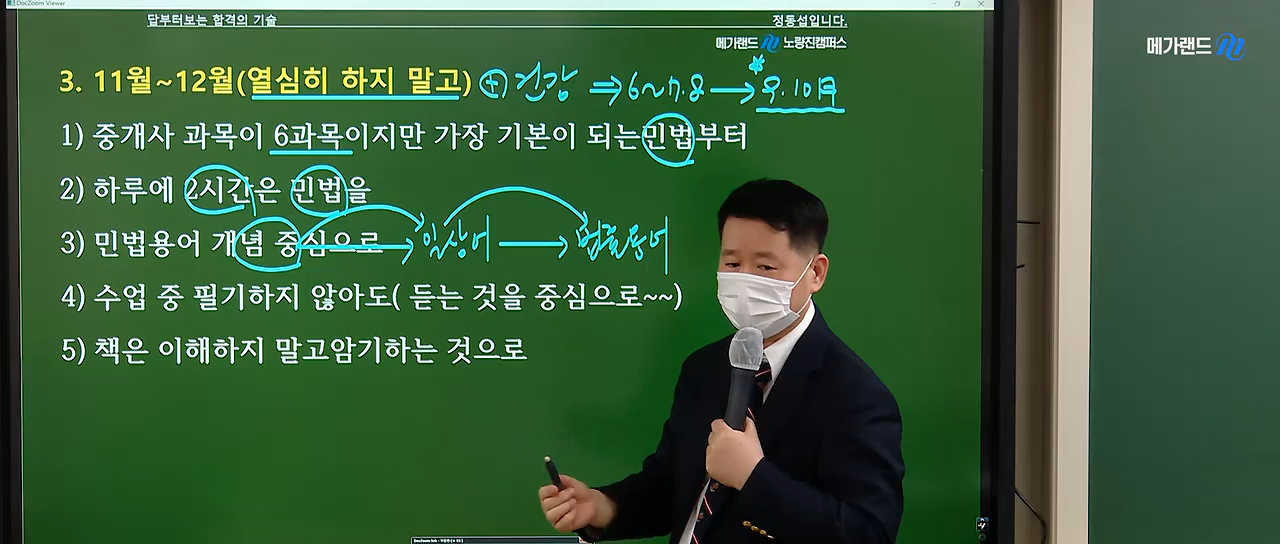 DocZoom Viewer
답부터보는 합격의 기술
정동섭입니다.
메가랜드 노량진캠퍼스
메가랜드
3. 11월~12월(열심히 하지 말고) + 건강 ⇒ 6~7.8 → 9.10月
1) 중개사 과목이 6과목이지만 가장 기본이 되는민법부터
2) 하루에 2시간은 민법을
3) 민법용어 개념 중심으로 → 일상어 → 법률용어
4) 수업 중 필기하지 않아도( 듣는 것을 중심으로~~)
5) 책은 이해하지 말고암기하는 것으로